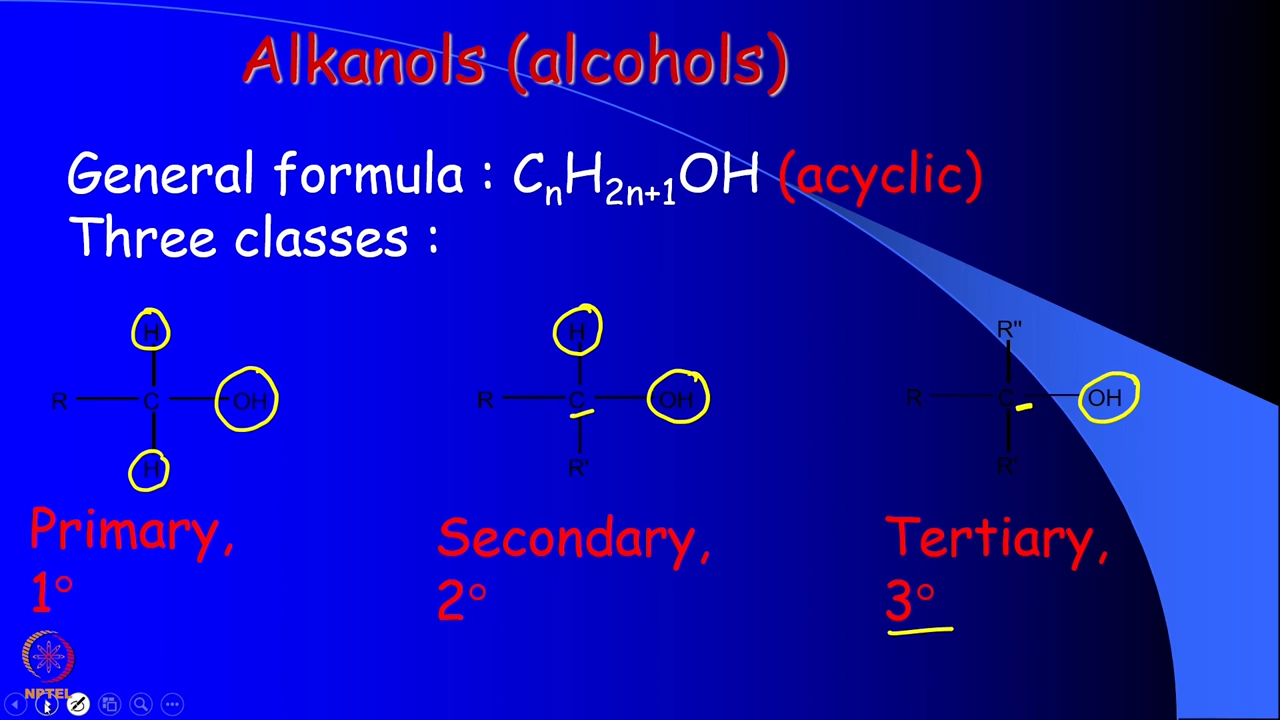 Alkanols (alcohols)
General formula : CₙH₂ₙ₊₁OH (acyclic)
Three classes :
H
R C OH
H
H
R C OH
R'
R"
R C OH
R'
Primary,
1°
Secondary,
2°
Tertiary,
3°
NPTEL